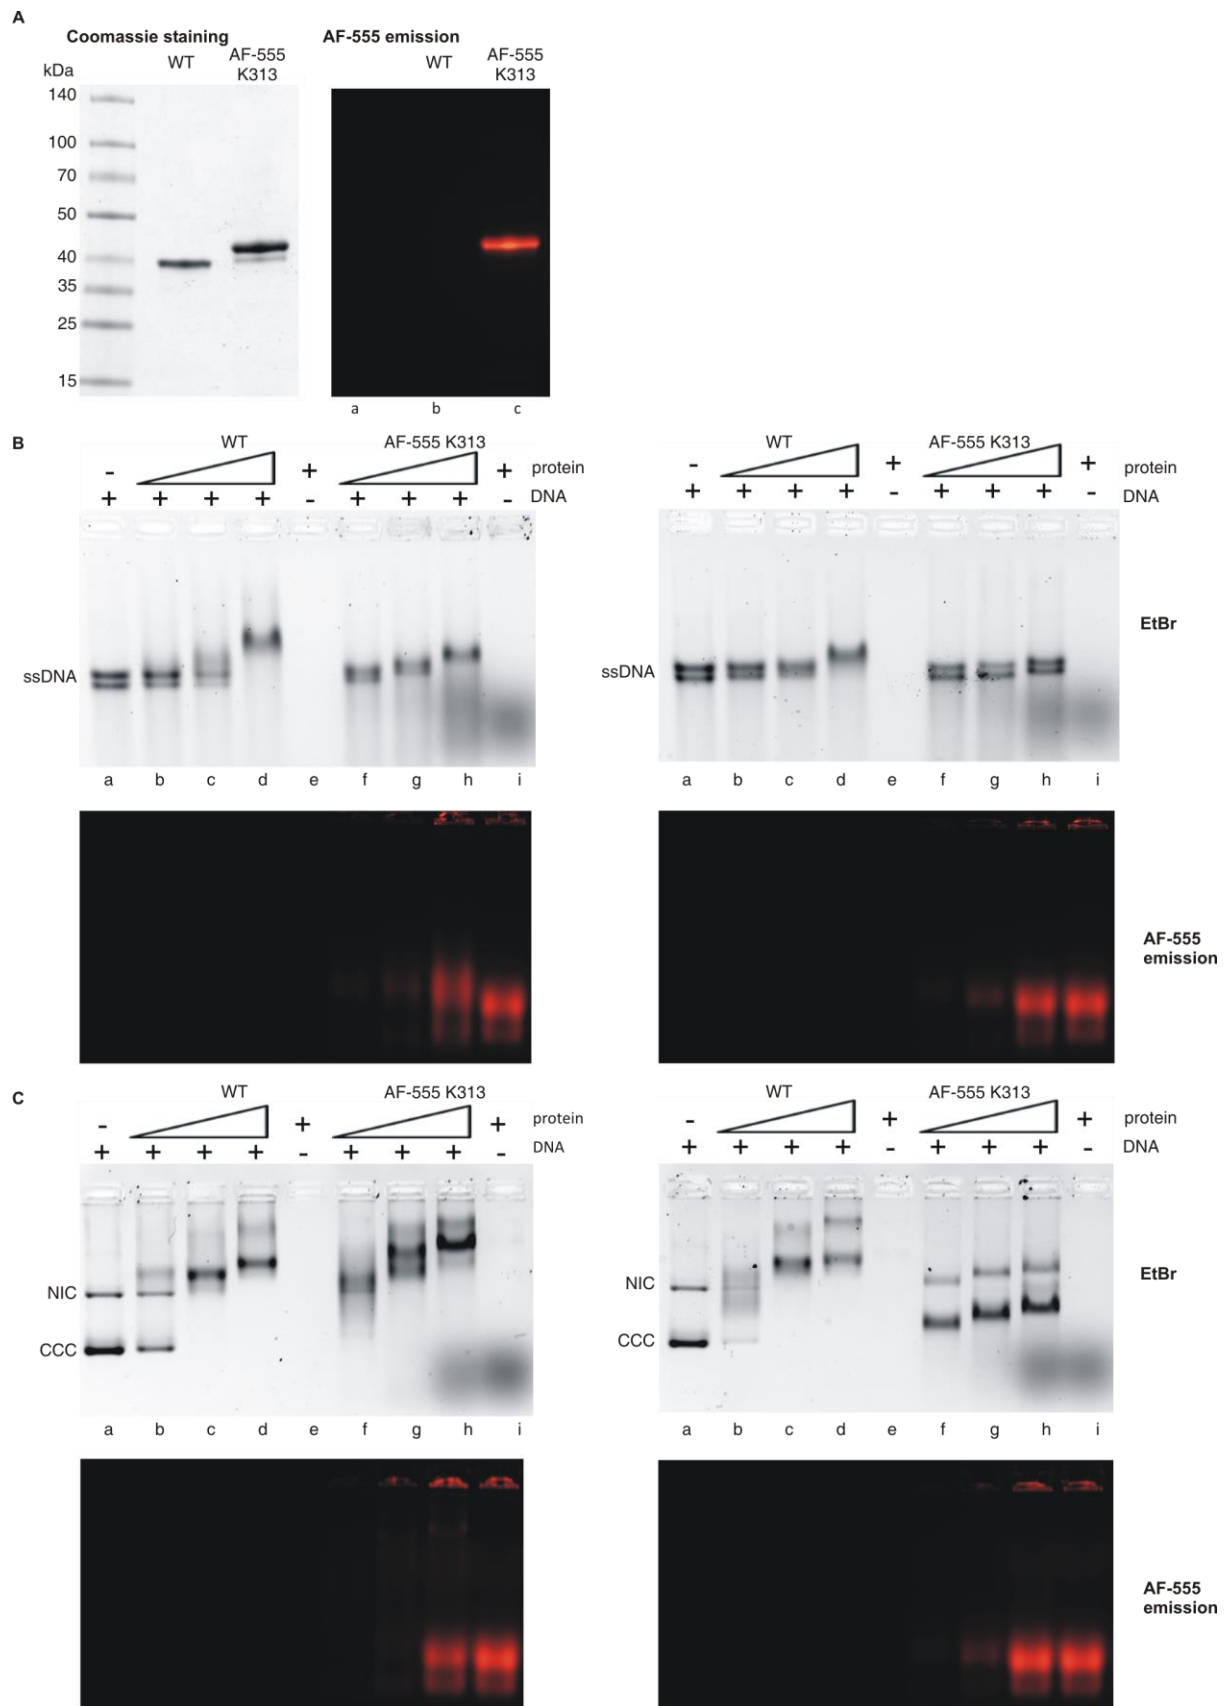 A
Coomassie staining
AF-555 emission
kDa
WT
AF-555
K313
WT
AF-555
K313
140
100
70
50
40
35
25
15
a b c
B
WT
AF-555 K313
- + + protein
+ + + + - + + + - DNA
ssDNA
a b c d e f g h i
WT
AF-555 K313
- + + protein
+ + + + - + + + - DNA
EtBr
ssDNA
a b c d e f g h i
AF-555
emission
C
WT
AF-555 K313
- + + protein
+ + + + - + + + - DNA
NIC
CCC
a b c d e f g h i
WT
AF-555 K313
- + + protein
+ + + + - + + + - DNA
EtBr
NIC
CCC
a b c d e f g h i
AF-555
emission